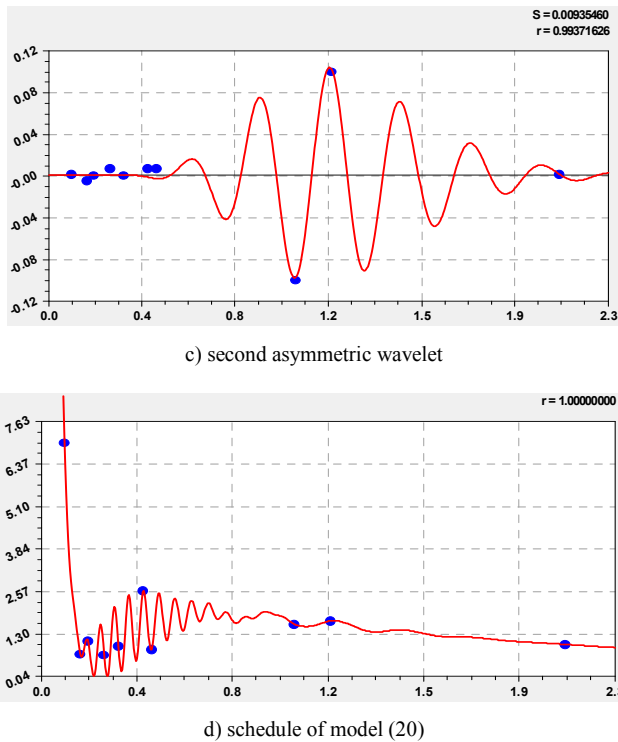 S = 0.00935460
r = 0.99371626
0.12
0.08
0.04
-0.00
-0.04
-0.08
-0.12
0.0 0.4 0.8 1.2 1.5 1.9 2.3
c) second asymmetric wavelet
r = 1.00000000
7.63
6.37
5.10
3.84
2.57
1.30
0.04
0.0 0.4 0.8 1.2 1.5 1.9 2.3
d) schedule of model (20)